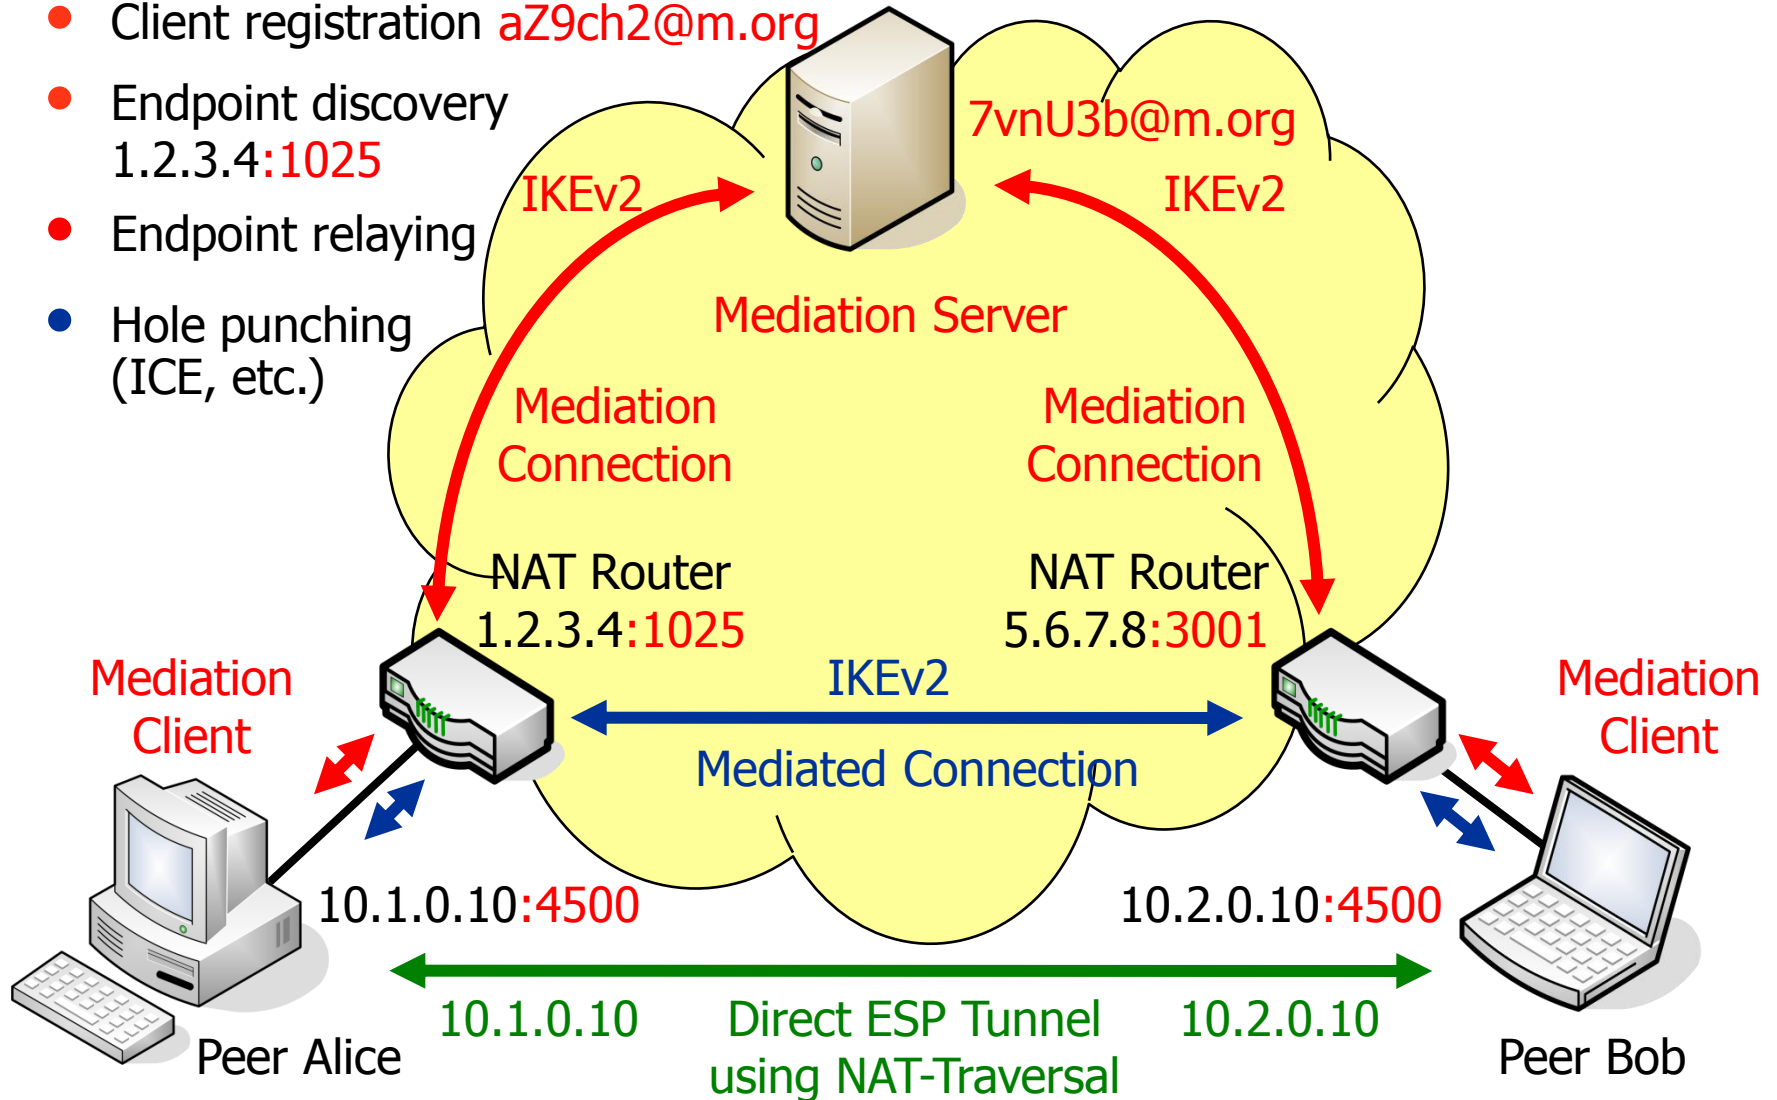 Client registration aZ9ch2@m.org
Endpoint discovery
1.2.3.4:1025
Endpoint relaying
Hole punching
(ICE, etc.)
7vnU3b@m.org
IKEv2
IKEv2
Mediation Server
Mediation
Connection
Mediation
Connection
NAT Router
1.2.3.4:1025
NAT Router
5.6.7.8:3001
Mediation
Client
IKEv2
Mediated Connection
Mediation
Client
10.1.0.10:4500
10.2.0.10:4500
10.1.0.10
Direct ESP Tunnel
using NAT-Traversal
10.2.0.10
Peer Alice
Peer Bob